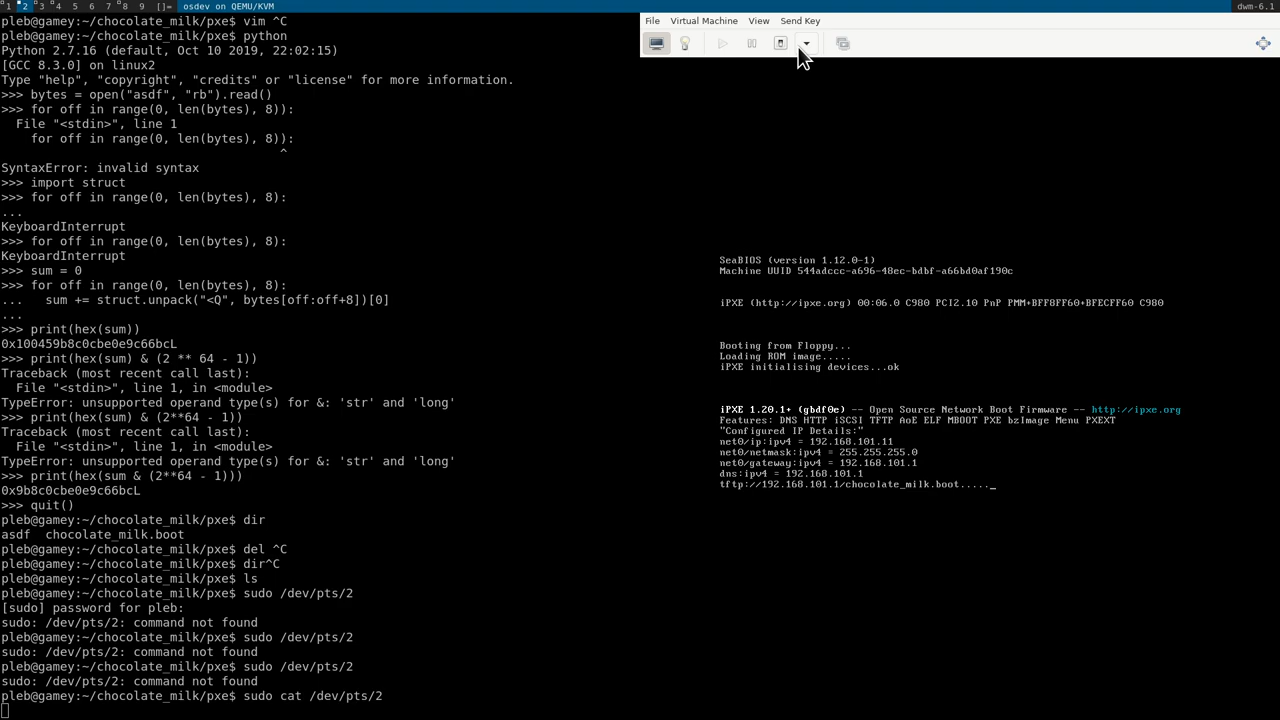 1 2 3 4 5 6 7 8 9 []= osdev on QEMU/KVM dwm-6.1
pleb@gamey:~/chocolate_milk/pxe$ vim ^C
pleb@gamey:~/chocolate_milk/pxe$ python
Python 2.7.16 (default, Oct 10 2019, 22:02:15)
[GCC 8.3.0] on linux2
Type "help", "copyright", "credits" or "license" for more information.
>>> bytes = open("asdf", "rb").read()
>>> for off in range(0, len(bytes), 8)):
  File "<stdin>", line 1
    for off in range(0, len(bytes), 8)):
                                      ^
SyntaxError: invalid syntax
>>> import struct
>>> for off in range(0, len(bytes), 8):
...
KeyboardInterrupt
>>> for off in range(0, len(bytes), 8):
KeyboardInterrupt
>>> sum = 0
>>> for off in range(0, len(bytes), 8):
...   sum += struct.unpack("<Q", bytes[off:off+8])[0]
...
>>> print(hex(sum))
0x100459b8c0cbe0e9c66bcL
>>> print(hex(sum) & (2 ** 64 - 1))
Traceback (most recent call last):
  File "<stdin>", line 1, in <module>
TypeError: unsupported operand type(s) for &: 'str' and 'long'
>>> print(hex(sum) & (2**64 - 1))
Traceback (most recent call last):
  File "<stdin>", line 1, in <module>
TypeError: unsupported operand type(s) for &: 'str' and 'long'
>>> print(hex(sum & (2**64 - 1)))
0x9b8c0cbe0e9c66bcL
>>> quit()
pleb@gamey:~/chocolate_milk/pxe$ dir
asdf  chocolate_milk.boot
pleb@gamey:~/chocolate_milk/pxe$ del ^C
pleb@gamey:~/chocolate_milk/pxe$ dir^C
pleb@gamey:~/chocolate_milk/pxe$ ls
pleb@gamey:~/chocolate_milk/pxe$ sudo /dev/pts/2
[sudo] password for pleb:
sudo: /dev/pts/2: command not found
pleb@gamey:~/chocolate_milk/pxe$ sudo /dev/pts/2
sudo: /dev/pts/2: command not found
pleb@gamey:~/chocolate_milk/pxe$ sudo /dev/pts/2
sudo: /dev/pts/2: command not found
pleb@gamey:~/chocolate_milk/pxe$ sudo cat /dev/pts/2
File Virtual Machine View Send Key
SeaBIOS (version 1.12.0-1)
Machine UUID 544adccc-a696-48ec-bdbf-a66bd0af190c
iPXE (http://ipxe.org) 00:06.0 C980 PCI2.10 PnP PMM+BFF8FF60+BFECFF60 C980
Booting from Floppy...
Loading ROM image.....
iPXE initialising devices...ok
iPXE 1.20.1+ (gbdf0e) -- Open Source Network Boot Firmware -- http://ipxe.org
Features: DNS HTTP iSCSI TFTP AoE ELF MBOOT PXE bzImage Menu PXEXT
"Configured IP Details:"
net0/ip:ipv4 = 192.168.101.11
net0/netmask:ipv4 = 255.255.255.0
net0/gateway:ipv4 = 192.168.101.1
dns:ipv4 = 192.168.101.1
tftp://192.168.101.1/chocolate_milk.boot....._